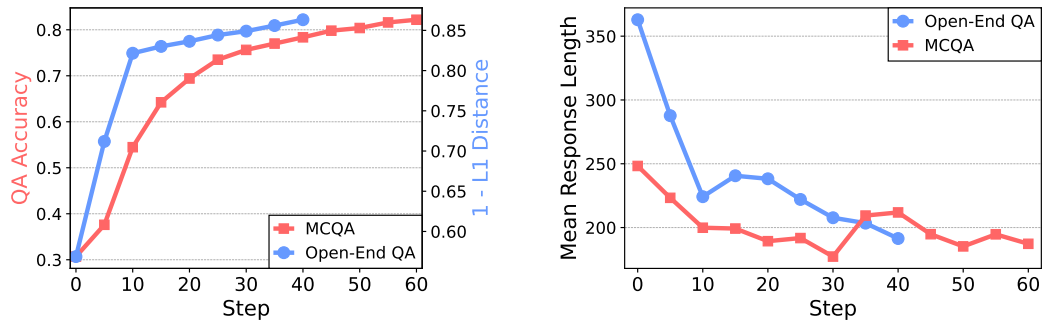 QA Accuracy
0.8
0.7
0.6
0.5
0.4
0.3
0.85
0.80
0.75
0.70
0.65
0.60
1 - L1 Distance
MCQA
Open-End QA
0 10 20 30 40 50 60
Step
Mean Response Length
350
300
250
200
Open-End QA
MCQA
0 10 20 30 40 50 60
Step